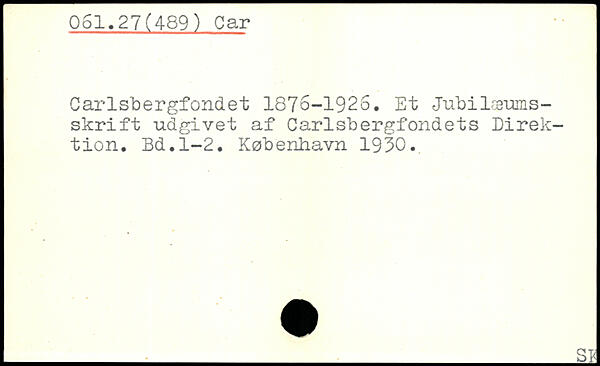 061.27(489) Car
Carlsbergfondet 1876-1926. Et Jubilæums-
skrift udgivet af Carlsbergfondets Direk-
tion. Bd.1-2. København 1930.
SK